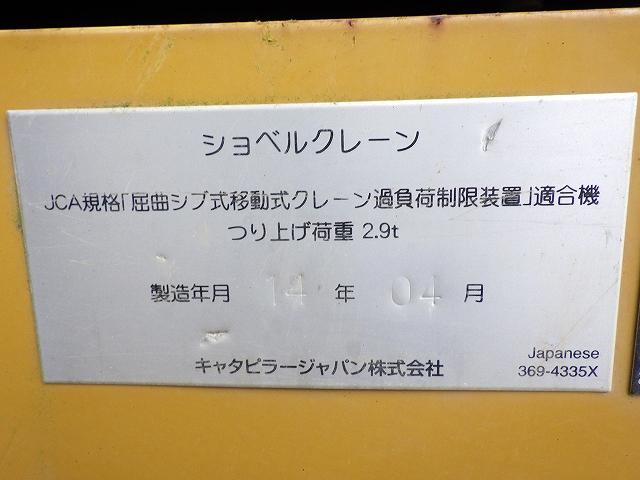 ショベルクレーン
JCA規格「屈曲ジブ式移動式クレーン過負荷制限装置」適合機
つり上げ荷重 2.9t
製造年月 14 年 04 月
キャタピラージャパン株式会社
Japanese
369-4335X